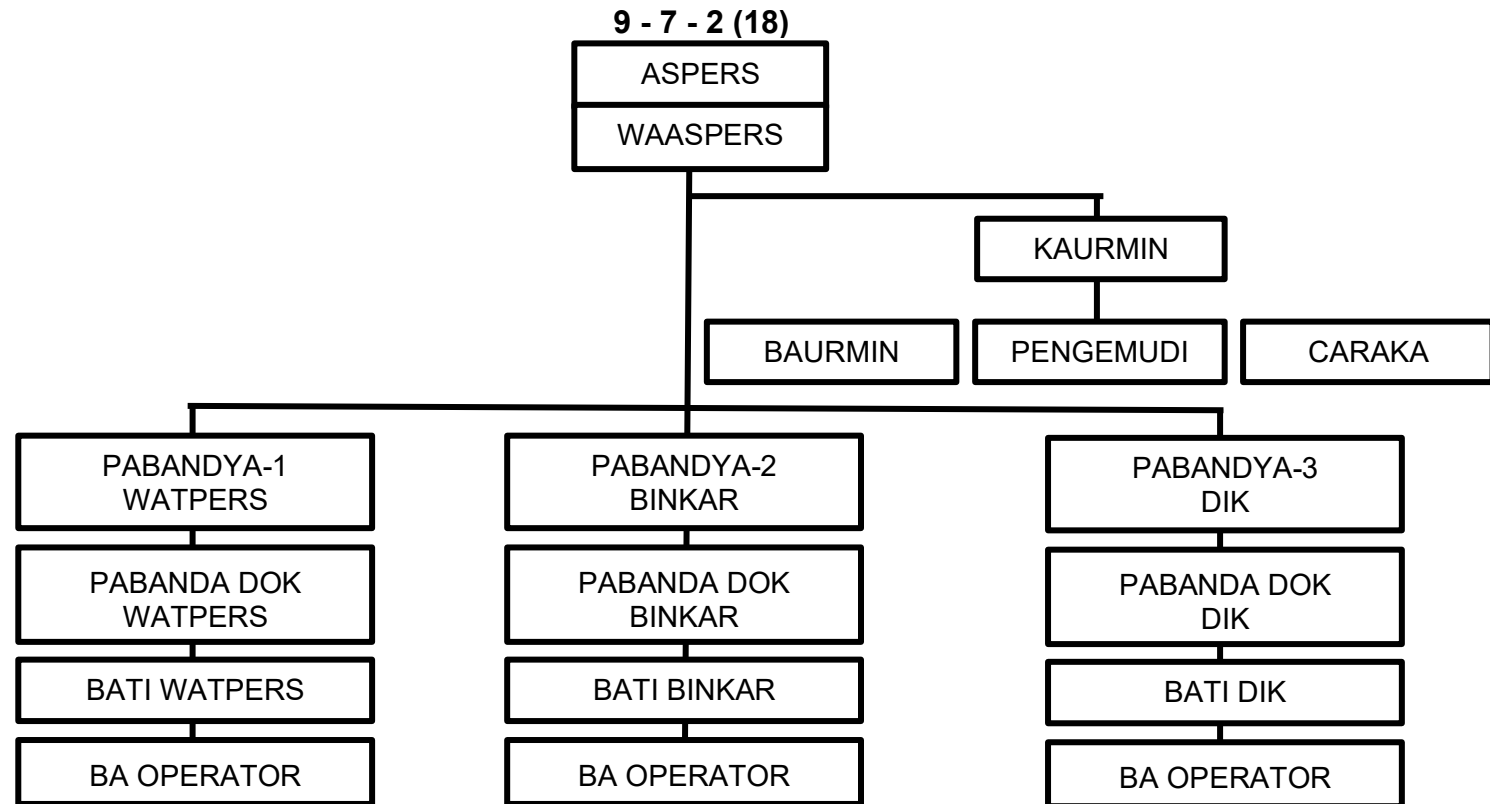 9 - 7 - 2 (18)
ASPERS
WAASPERS
KAURMIN
BAURMIN
PENGEMUDI
CARAKA
PABANDYA-1
WATPERS
PABANDA DOK
WATPERS
BATI WATPERS
BA OPERATOR
PABANDYA-2
BINKAR
PABANDA DOK
BINKAR
BATI BINKAR
BA OPERATOR
PABANDYA-3
DIK
PABANDA DOK
DIK
BATI DIK
BA OPERATOR